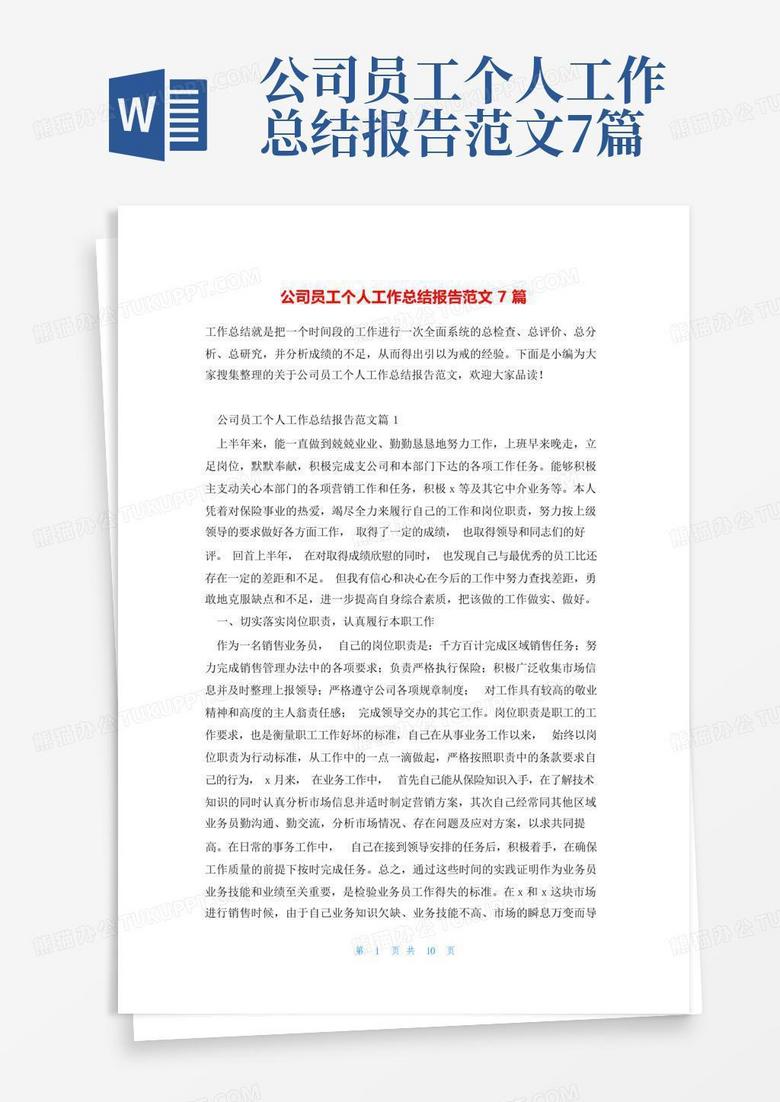 公司员工个人工作
总结报告范文7篇
W
公司员工个人工作总结报告范文 7 篇
工作总结就是把一个时间段的工作进行一次全面系统的总检查、总评价、总分
析、总研究，并分析成绩的不足，从而得出引以为戒的经验。下面是小编为大
家搜集整理的关于公司员工个人工作总结报告范文，欢迎大家品读！
公司员工个人工作总结报告范文篇 1
上半年来，能一直做到兢兢业业、勤勤恳恳地努力工作，上班早来晚走，立
足岗位，默默奉献，积极完成支公司和本部门下达的各项工作任务。能够积极
主支动关心本部门的各项营销工作和任务，积极 x 等及其它中介业务等。本人
凭着对保险事业的热爱，竭尽全力来履行自己的工作和岗位职责，努力按上级
领导的要求做好各方面工作， 取得了一定的成绩， 也取得领导和同志们的好
评。 回首上半年， 在对取得成绩欣慰的同时， 也发现自己与最优秀的员工比还
存在一定的差距和不足。 但我有信心和决心在今后的工作中努力查找差距，勇
敢地克服缺点和不足，进一步提高自身综合素质，把该做的工作做实、做好。
一、切实落实岗位职责，认真履行本职工作
作为一名销售业务员， 自己的岗位职责是：千方百计完成区域销售任务；努
力完成销售管理办法中的各项要求；负责严格执行保险；积极广泛收集市场信
息并及时整理上报领导；严格遵守公司各项规章制度； 对工作具有较高的敬业
精神和高度的主人翁责任感； 完成领导交办的其它工作。岗位职责是职工的工
作要求，也是衡量职工工作好坏的标准，自己在从事业务工作以来， 始终以岗
位职责为行动标准，从工作中的一点一滴做起，严格按照职责中的条款要求自
己的行为， x 月来， 在业务工作中， 首先自己能从保险知识入手，在了解技术
知识的同时认真分析市场信息并适时制定营销方案，其次自己经常同其他区域
业务员勤沟通、勤交流，分析市场情况、存在问题及应对方案，以求共同提
高。在日常的事务工作中， 自己在接到领导安排的任务后，积极着手，在确保
工作质量的前提下按时完成任务。总之，通过这些时间的实践证明作为业务员
业务技能和业绩至关重要，是检验业务员工作得失的标准。在 x 和 x 这块市场
进行销售时候，由于自己业务知识欠缺、业务技能不高、市场的瞬息万变而导
第 1 页 共 10 页